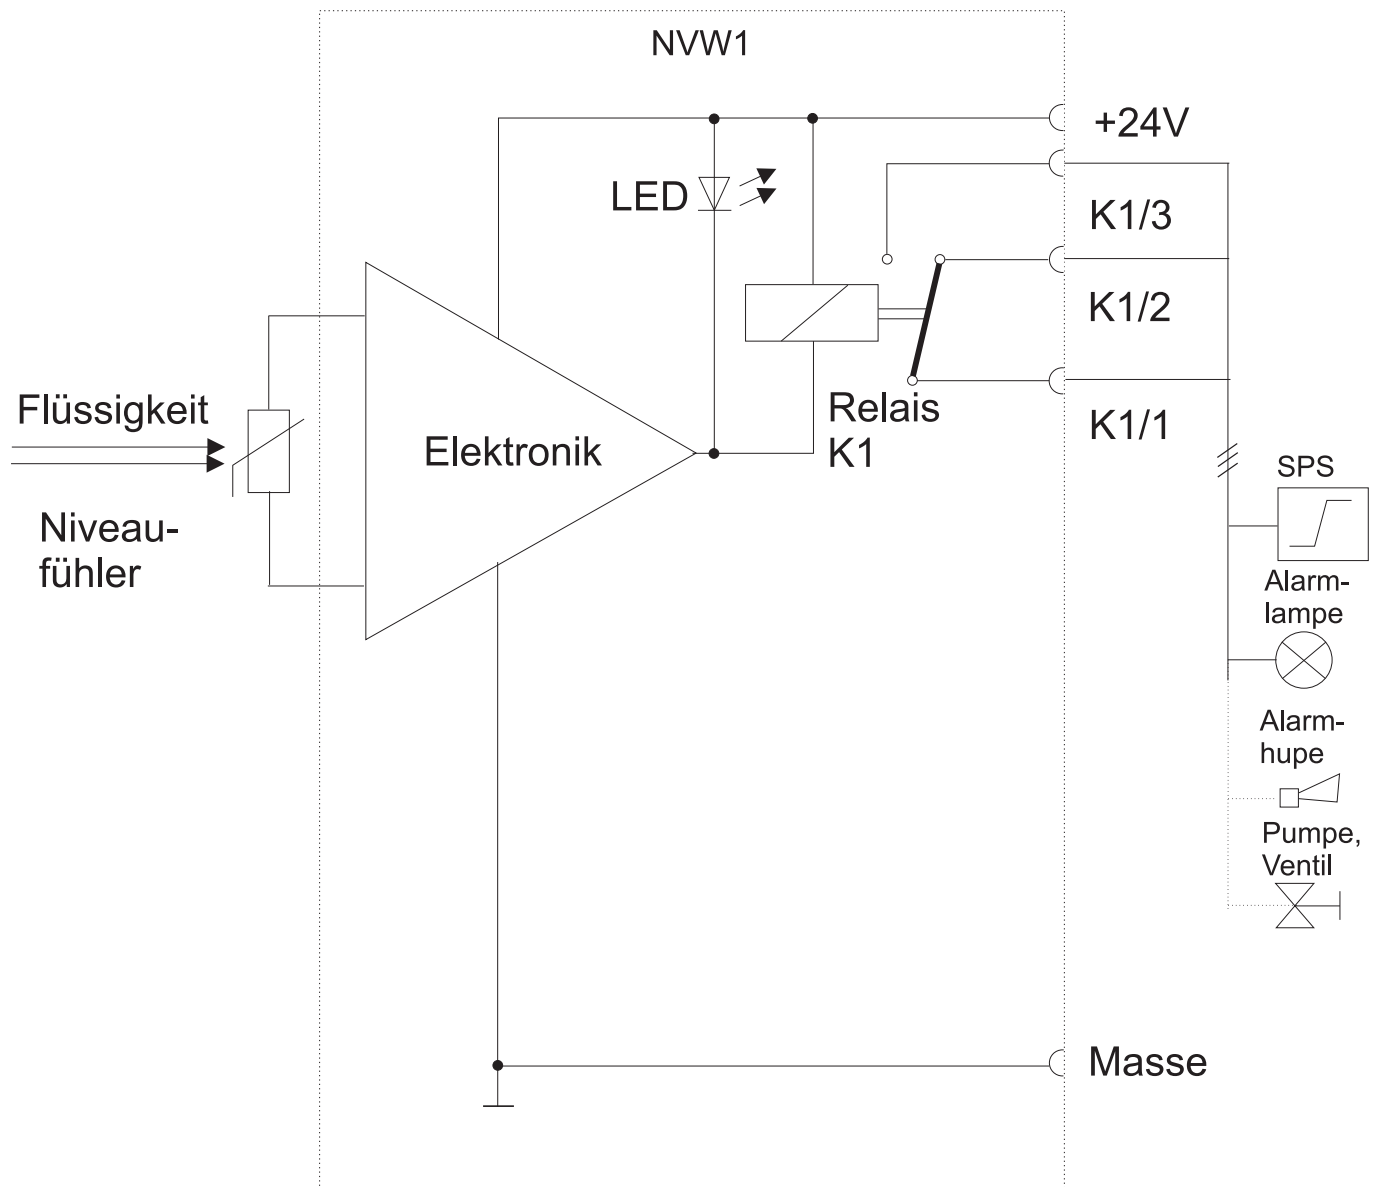 NVW1
+24V
LED
K1/3
K1/2
Flüssigkeit
Relais
K1
K1/1
Elektronik
SPS
Niveau-
fühler
Alarm-
lampe
Alarm-
hupe
Pumpe,
Ventil
Masse